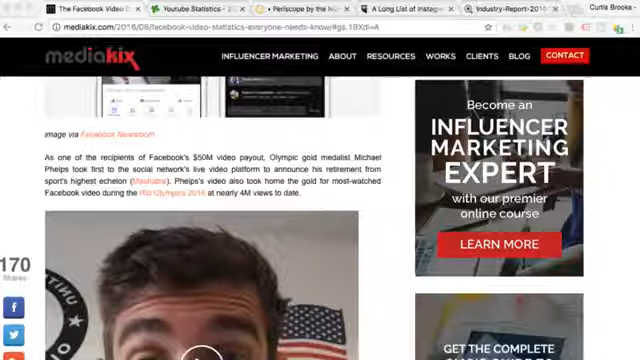 The Facebook Video
Youtube Statistics - 20
Periscope by the Nu
A Long List of Instagra
Industry-Report-2016
Curtis Brooks
mediakix.com/2016/08/facebook-video-statistics-everyone-needs-know/#gs.1BXdi=A
mediakix
INFLUENCER MARKETING ABOUT RESOURCES WORKS CLIENTS BLOG CONTACT
image via Facebook Newsroom
As one of the recipients of Facebook's $50M video payout, Olympic gold medalist Michael
Phelps took first to the social network's live video platform to announce his retirement from
sport's highest echelon (Mashable). Phelps's video also took home the gold for most-watched
Facebook video during the Rio Olympics 2016 at nearly 4M views to date.
170
Shares
Become an
INFLUENCER
MARKETING
EXPERT
with our premier
online course
LEARN MORE
GET THE COMPLETE